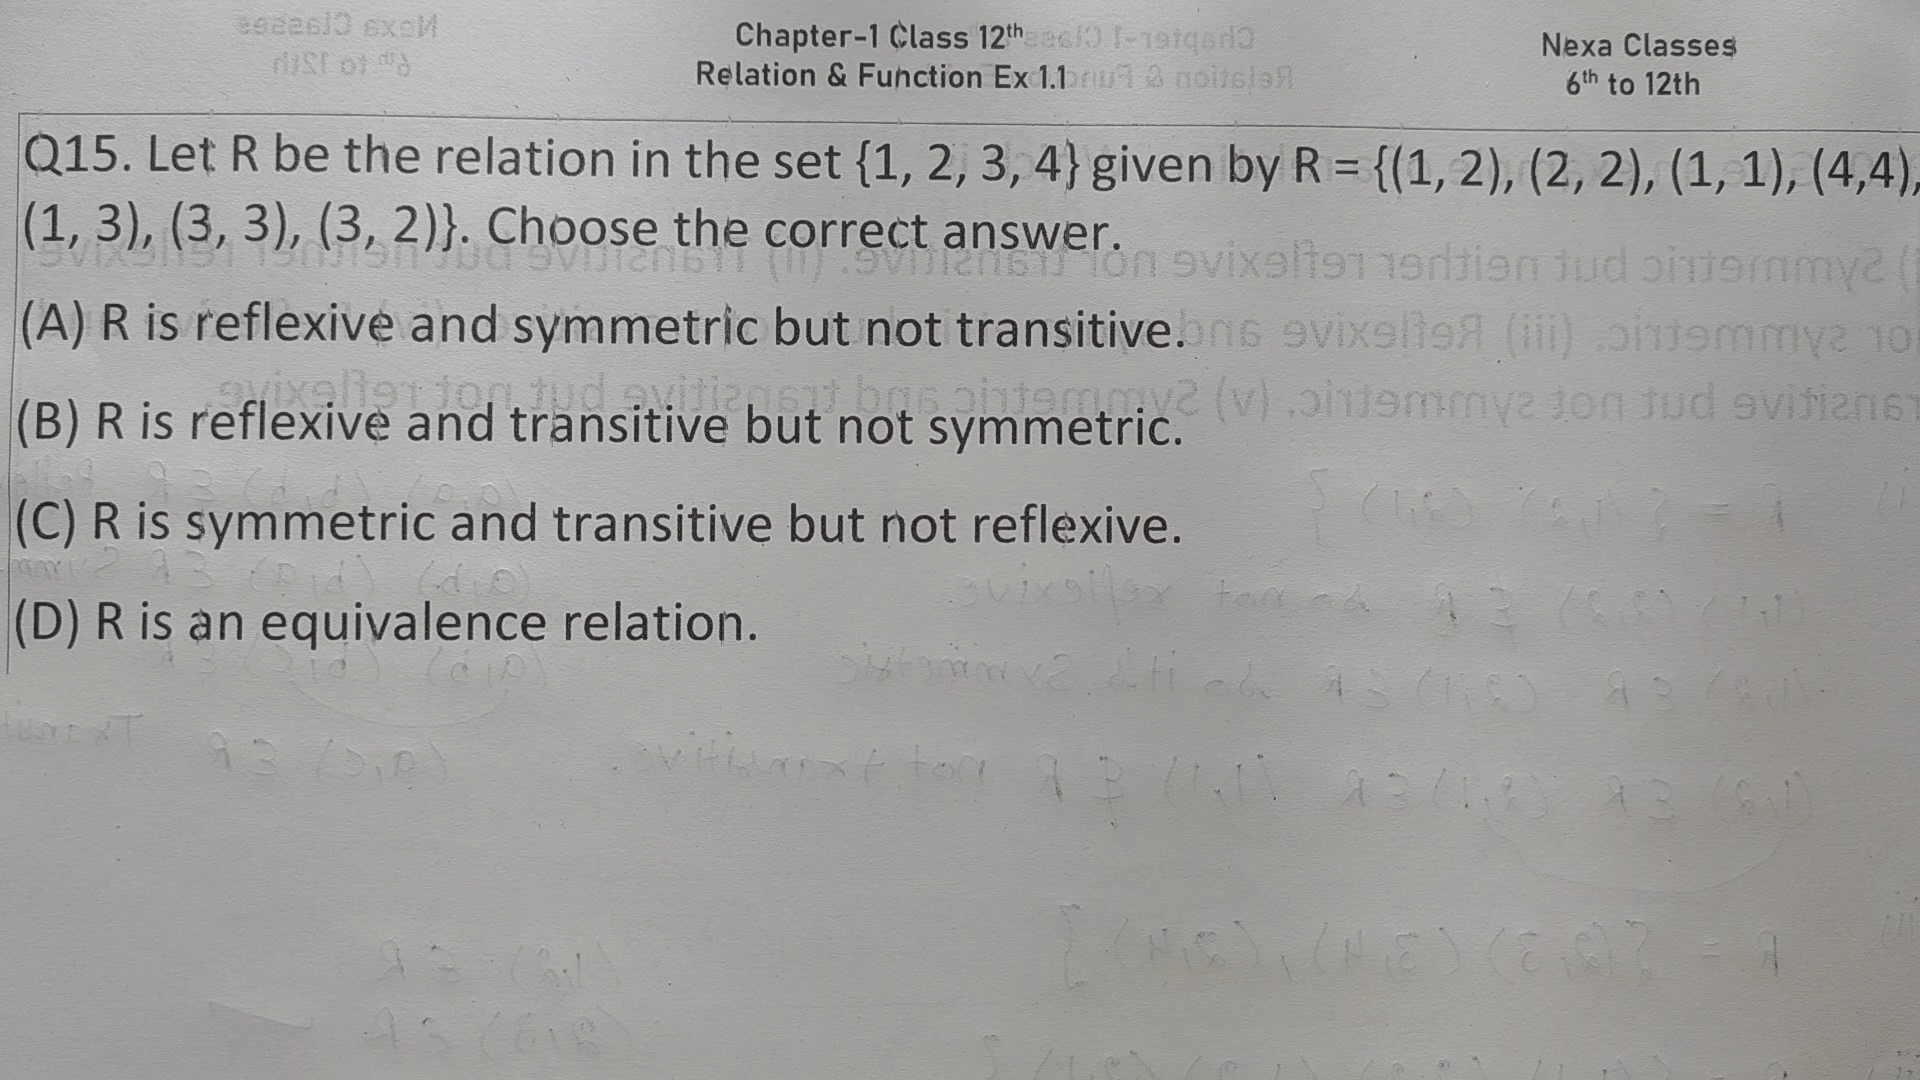 Chapter-1 Class 12th
Relation & Function Ex 1.1
Nexa Classes
6th to 12th
Q15. Let R be the relation in the set {1, 2, 3, 4} given by R = {(1, 2), (2, 2), (1, 1), (4,4),
(1, 3), (3, 3), (3, 2)}. Choose the correct answer.
(A) R is reflexive and symmetric but not transitive.
(B) R is reflexive and transitive but not symmetric.
(C) R is symmetric and transitive but not reflexive.
(D) R is an equivalence relation.